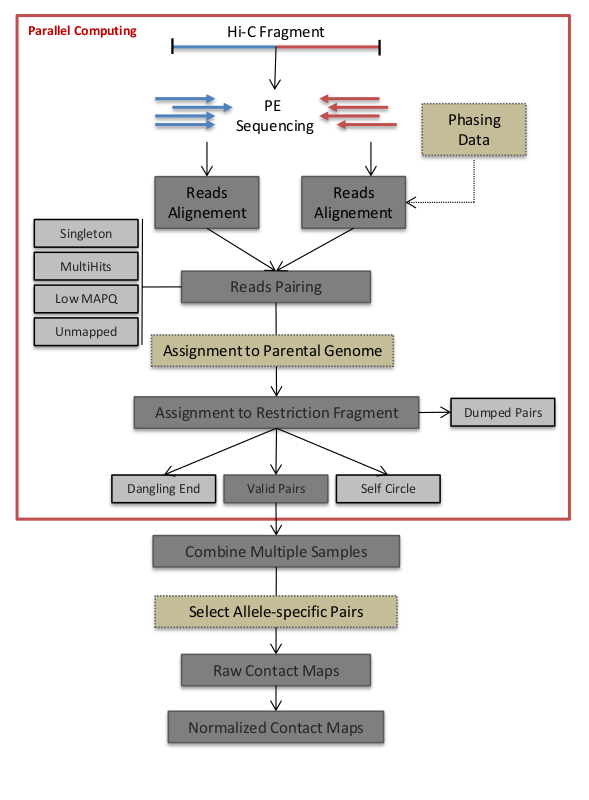 Parallel Computing
Hi-C Fragment
PE
Sequencing
Phasing
Data
Reads
Alignement
Reads
Alignement
Singleton
MultiHits
Low MAPQ
Unmapped
Reads Pairing
Assignment to Parental Genome
Assignment to Restriction Fragment
Dumped Pairs
Dangling End
Valid Pairs
Self Circle
Combine Multiple Samples
Select Allele-specific Pairs
Raw Contact Maps
Normalized Contact Maps